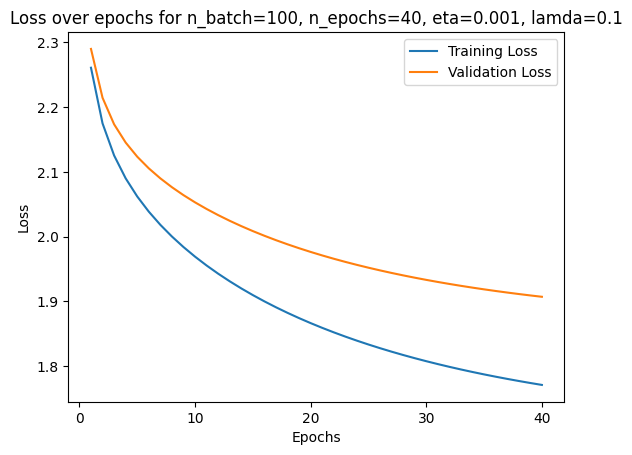 Loss over epochs for n_batch=100, n_epochs=40, eta=0.001, lamda=0.1
Training Loss
Validation Loss
2.3
2.2
2.1
2.0
1.9
1.8
Loss
0
10
20
30
40
Epochs